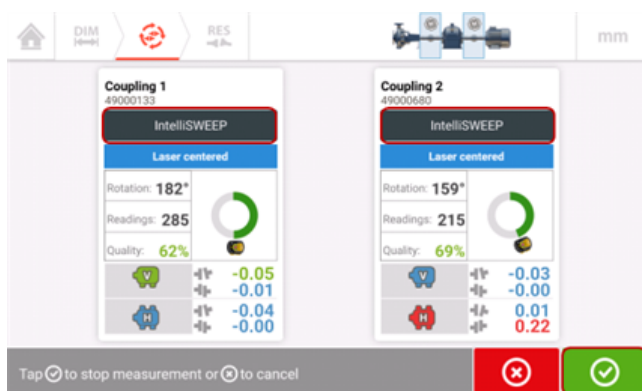 DIM
RES
mm
Coupling 1
49000133
IntelliSWEEP
Laser centered
Rotation: 182°
Readings: 285
Quality: 62%
V
-0.05
-0.01
H
-0.04
-0.00
Coupling 2
49000680
IntelliSWEEP
Laser centered
Rotation: 159°
Readings: 215
Quality: 69%
V
-0.03
-0.00
H
0.01
0.22
Tap to stop measurement or to cancel